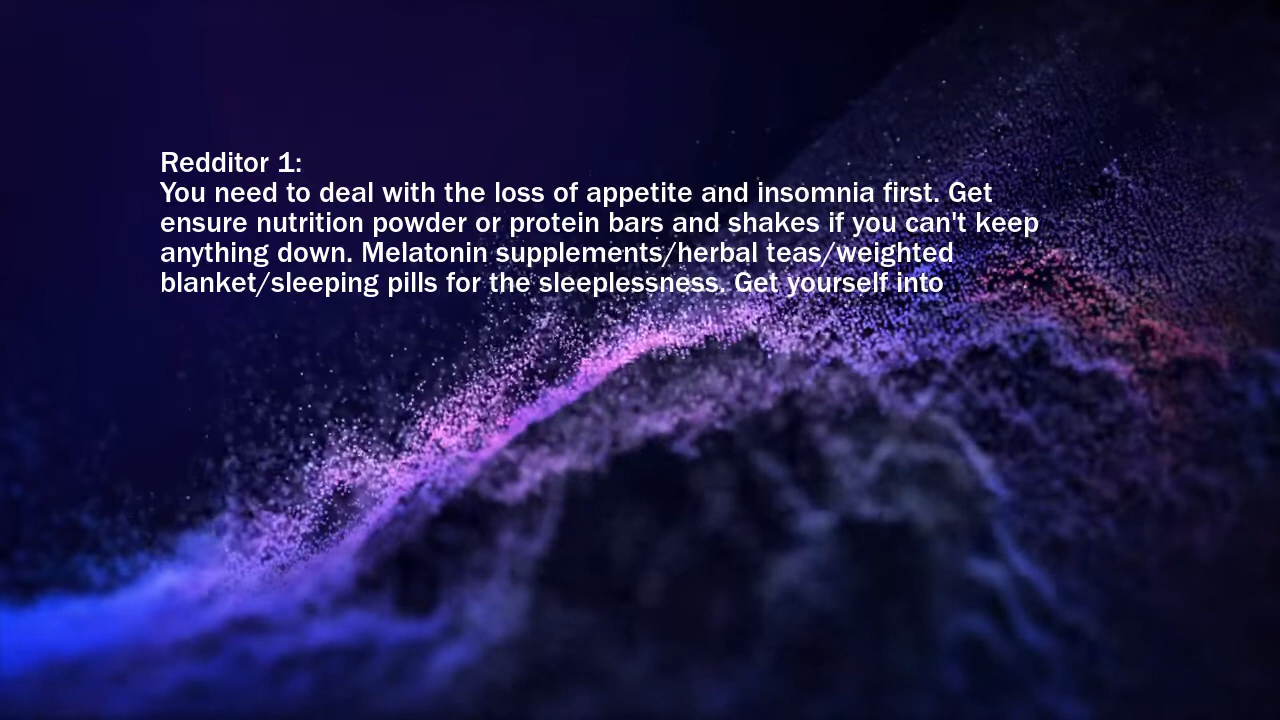 Redditor 1:
You need to deal with the loss of appetite and insomnia first. Get
ensure nutrition powder or protein bars and shakes if you can't keep
anything down. Melatonin supplements/herbal teas/weighted
blanket/sleeping pills for the sleeplessness. Get yourself into